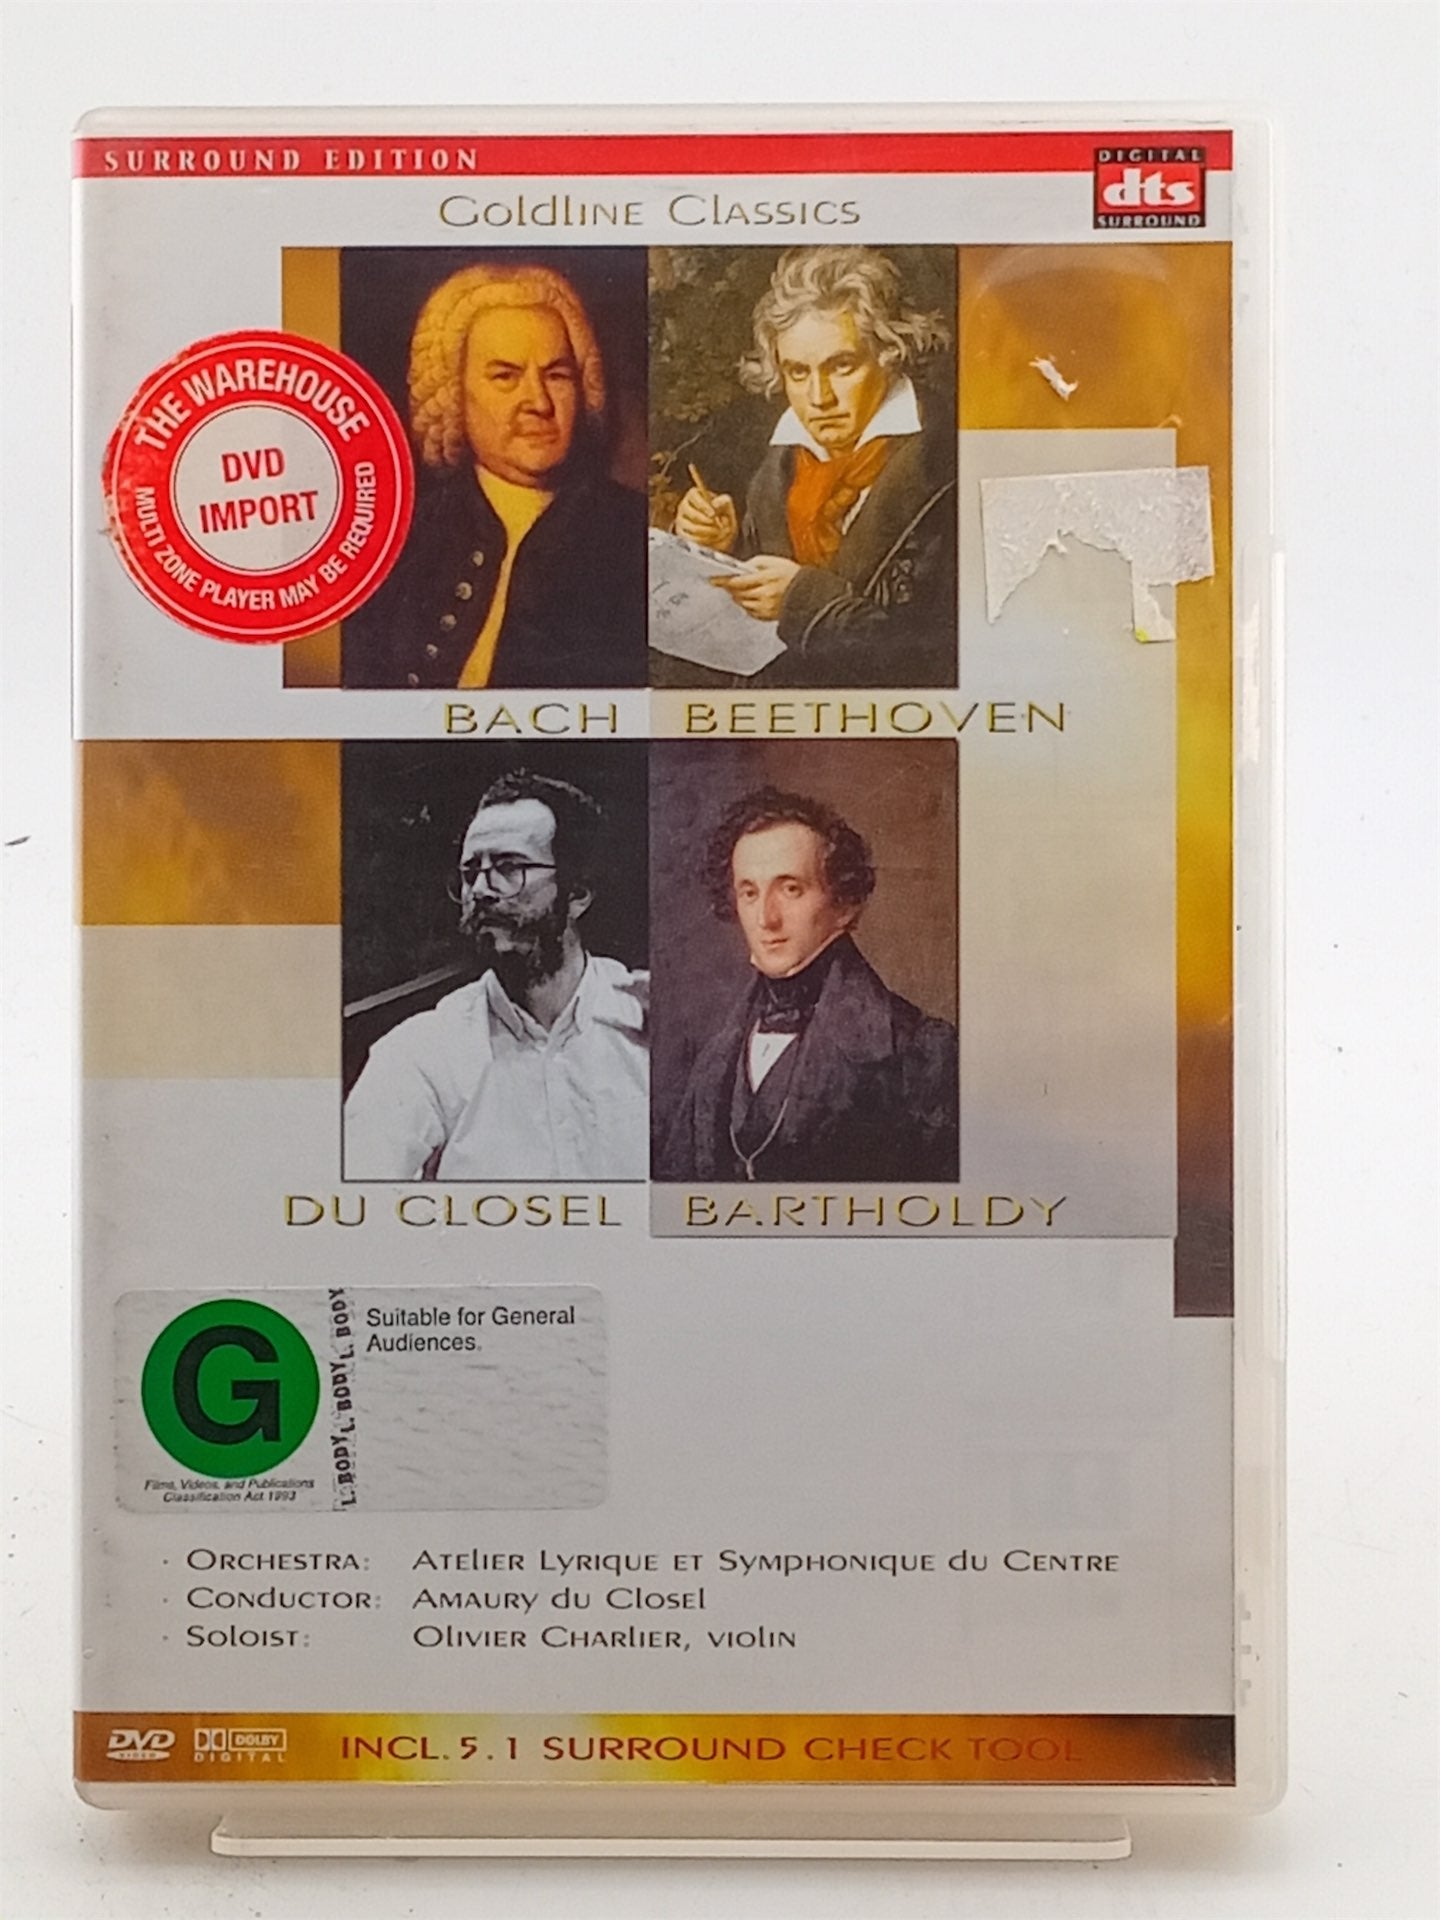 SURROUND EDITION
DIGITAL
dts
SURROUND
Goldline Classics
THE WAREHOUSE
DVD
IMPORT
MULTI ZONE PLAYER MAY BE REQUIRED
BACH BEETHOVEN
DU CLOSEL BARTHOLDY
G
L. BODY L. BODY L. BODY
Suitable for General
Audiences.
Films, Videos, and Publications
Classification Act 1993
· Orchestra: Atelier Lyrique et Symphonique du Centre
· Conductor: Amaury du Closel
· Soloist: Olivier Charlier, violin
DVD
VIDEO
DOLBY
DIGITAL
INCL. 5.1 SURROUND CHECK TOOL